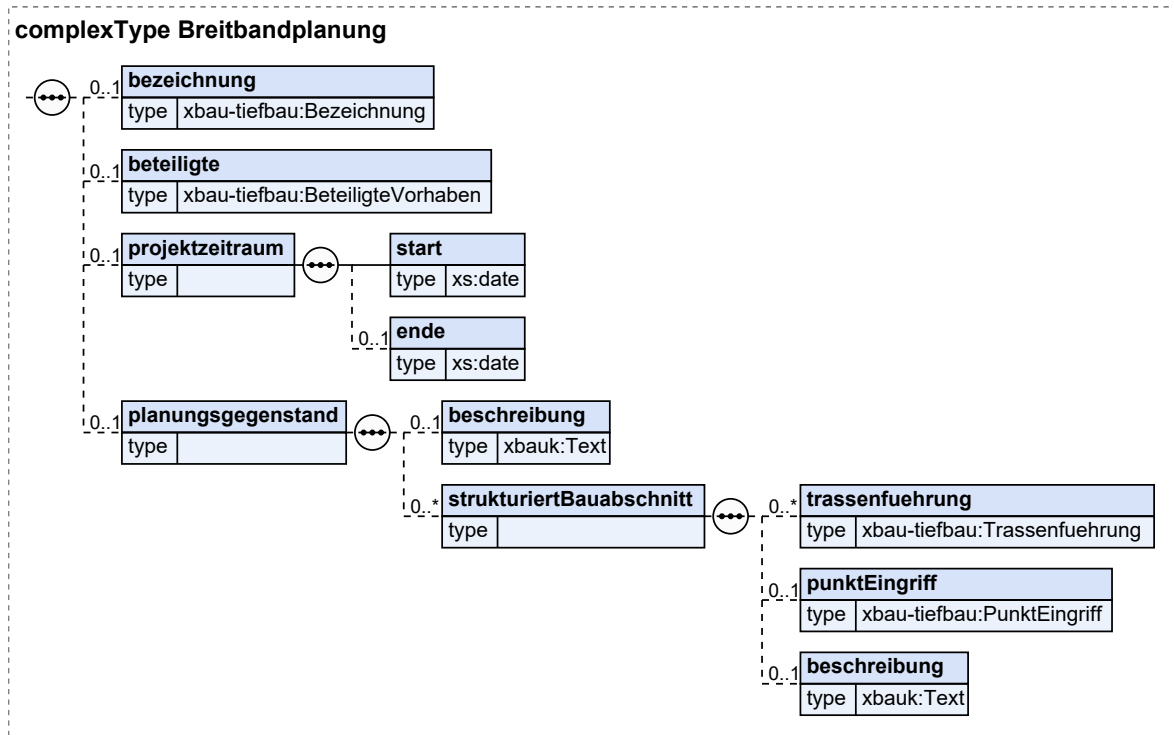 complexType Breitbandplanung
0..1 bezeichnung
type xbau-tiefbau:Bezeichnung
0..1 beteiligte
type xbau-tiefbau:BeteiligteVorhaben
0..1 projektzeitraum
type
start
type xs:date
0..1 ende
type xs:date
0..1 planungsgegenstand
type
0..1 beschreibung
type xbauk:Text
0..* strukturiertBauabschnitt
type
0..* trassenfuehrung
type xbau-tiefbau:Trassenfuehrung
0..1 punktEingriff
type xbau-tiefbau:PunktEingriff
0..1 beschreibung
type xbauk:Text